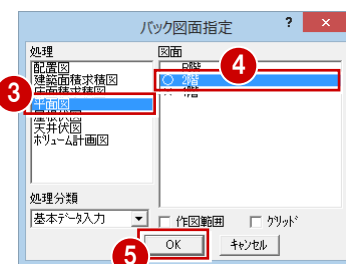 バック図面指定
?
×
処理
配置図
建築面積求積図
床面積求積図
平面図
天井伏図
ボリューム計画図
図面
R階
○ 2階
1階
3
4
処理分類
基本データ入力
作図範囲
グリッド
OK
キャンセル
5